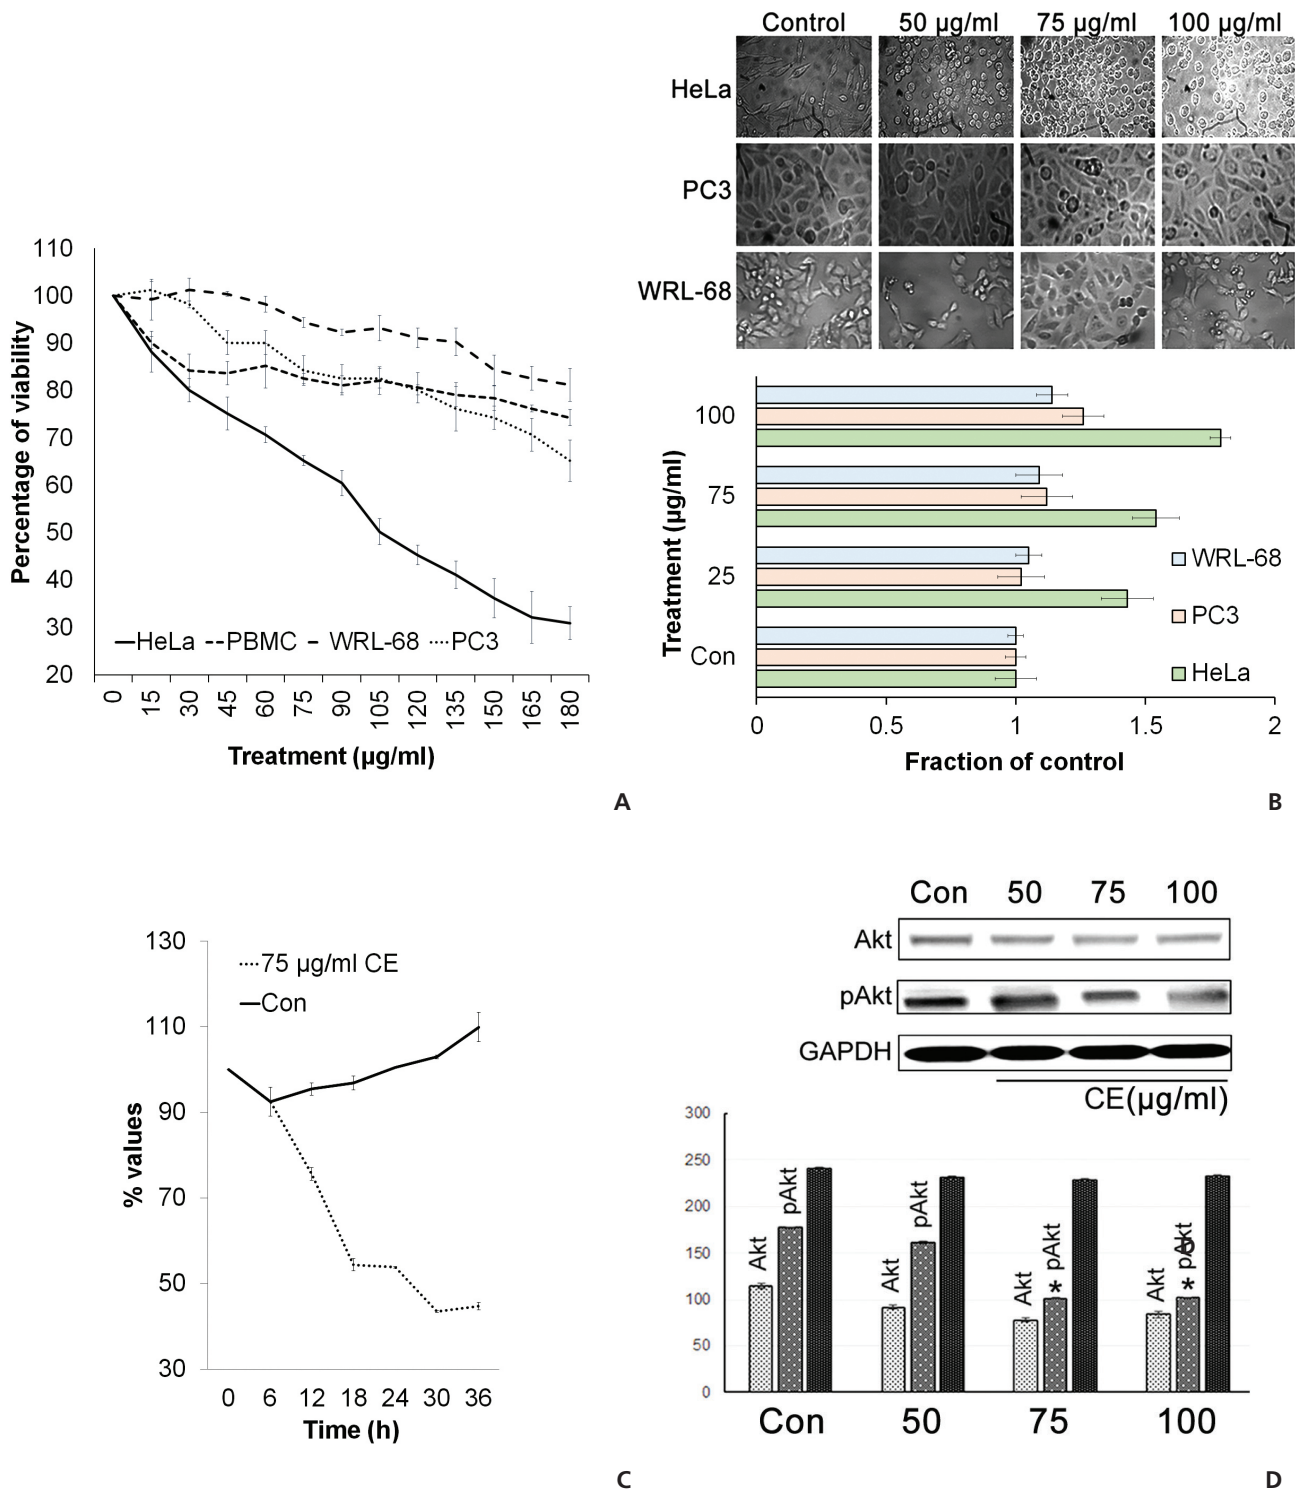 110
100
90
80
70
60
50
40
30
20
Percentage of viability
HeLa PBMC WRL-68 PC3
0 15 30 45 60 75 90 105 120 135 150 165 180
Treatment (µg/ml)
A
Control 50 µg/ml 75 µg/ml 100 µg/ml
HeLa
PC3
WRL-68
Treatment (µg/ml)
100
75
25
Con
WRL-68
PC3
HeLa
0 0.5 1 1.5 2
Fraction of control
B
130
110
90
70
50
30
% values
75 µg/ml CE
Con
0 6 12 18 24 30 36
Time (h)
C
Con 50 75 100
Akt
pAkt
GAPDH
CE(µg/ml)
300
250
200
150
100
50
0
Akt pAkt
Akt pAkt
Akt * pAkt
Akt * pAkt
Con 50 75 100
D